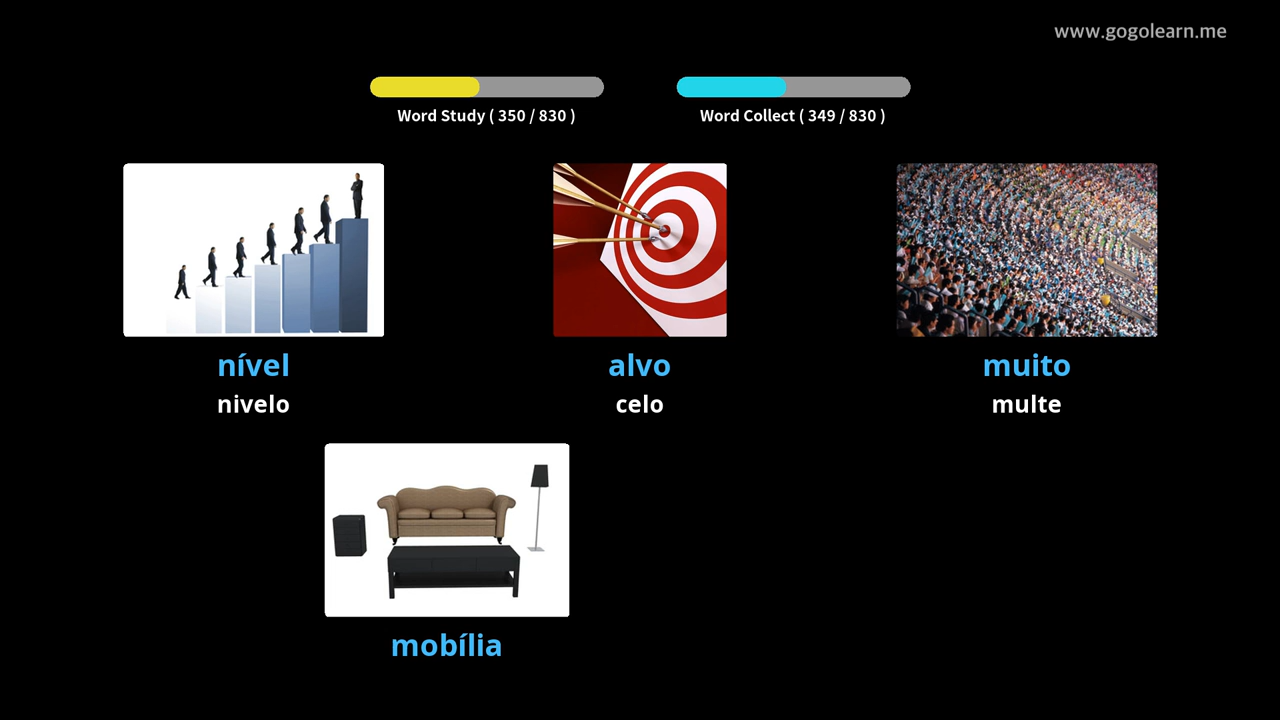 www.gogolearn.me
Word Study ( 350 / 830 )
Word Collect ( 349 / 830 )
nível
nivelo
alvo
celo
muito
multe
mobília